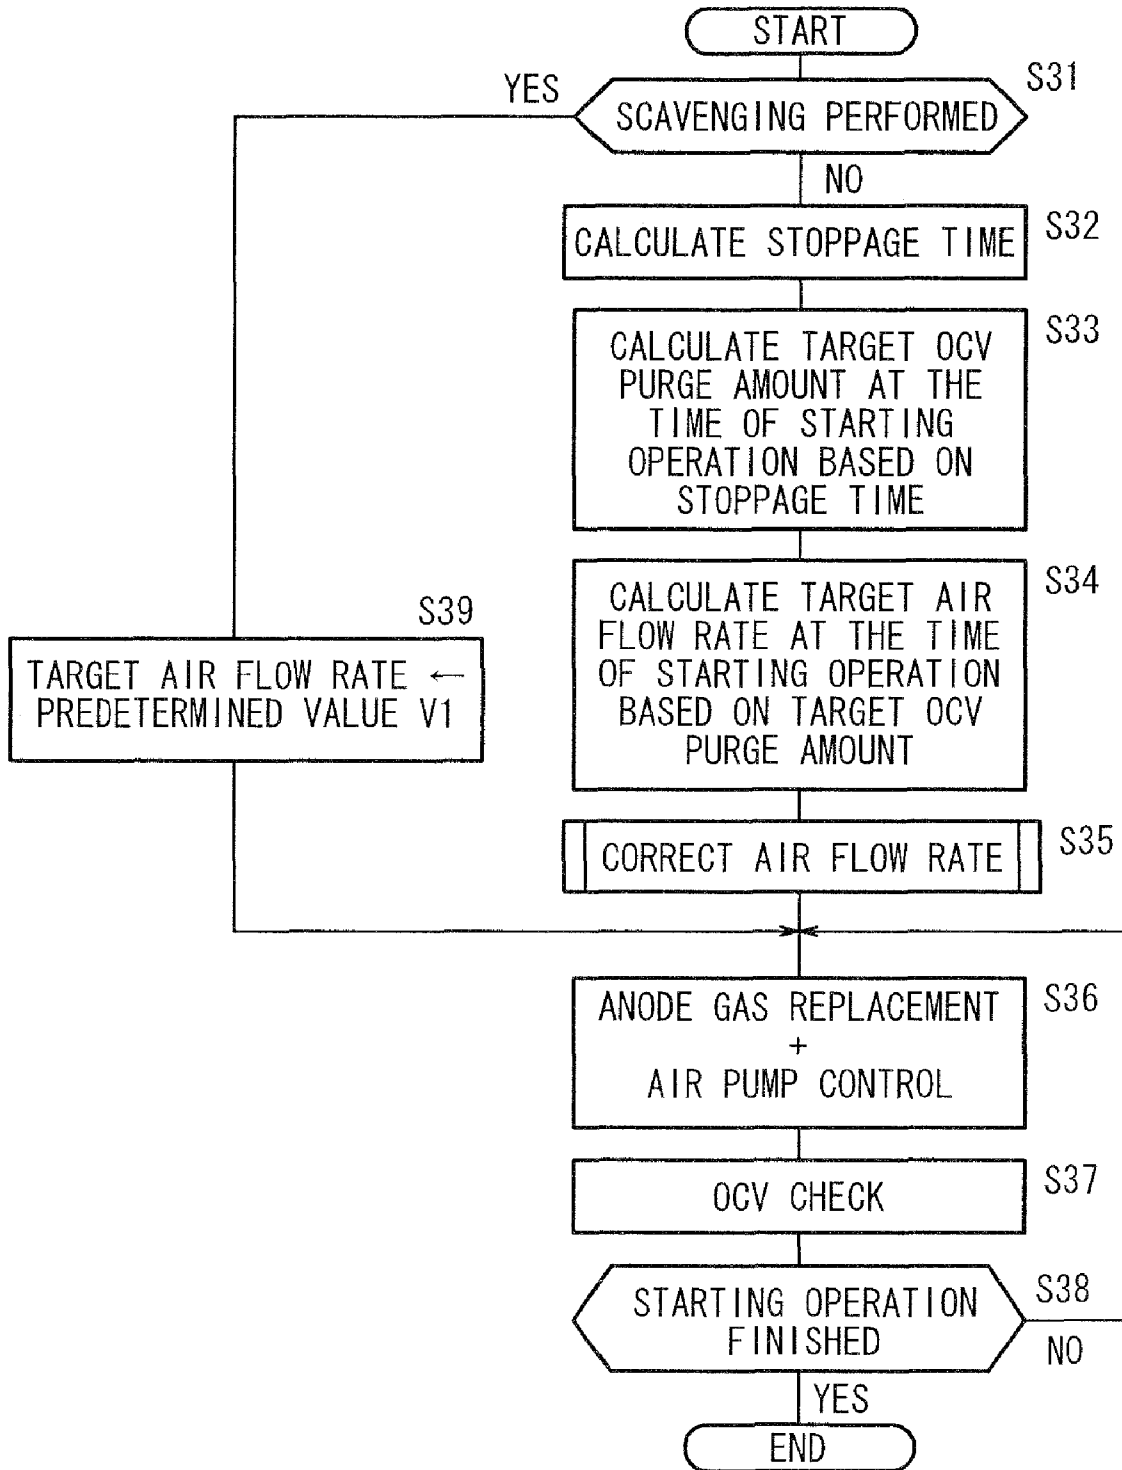 START
S31
YES
SCAVENGING PERFORMED
NO
S32
CALCULATE STOPPAGE TIME
S33
CALCULATE TARGET OCV
PURGE AMOUNT AT THE
TIME OF STARTING
OPERATION BASED ON
STOPPAGE TIME
S34
CALCULATE TARGET AIR
FLOW RATE AT THE TIME
OF STARTING OPERATION
BASED ON TARGET OCV
PURGE AMOUNT
S39
TARGET AIR FLOW RATE ←
PREDETERMINED VALUE V1
S35
CORRECT AIR FLOW RATE
S36
ANODE GAS REPLACEMENT
+
AIR PUMP CONTROL
S37
OCV CHECK
S38
STARTING OPERATION
FINISHED
NO
YES
END